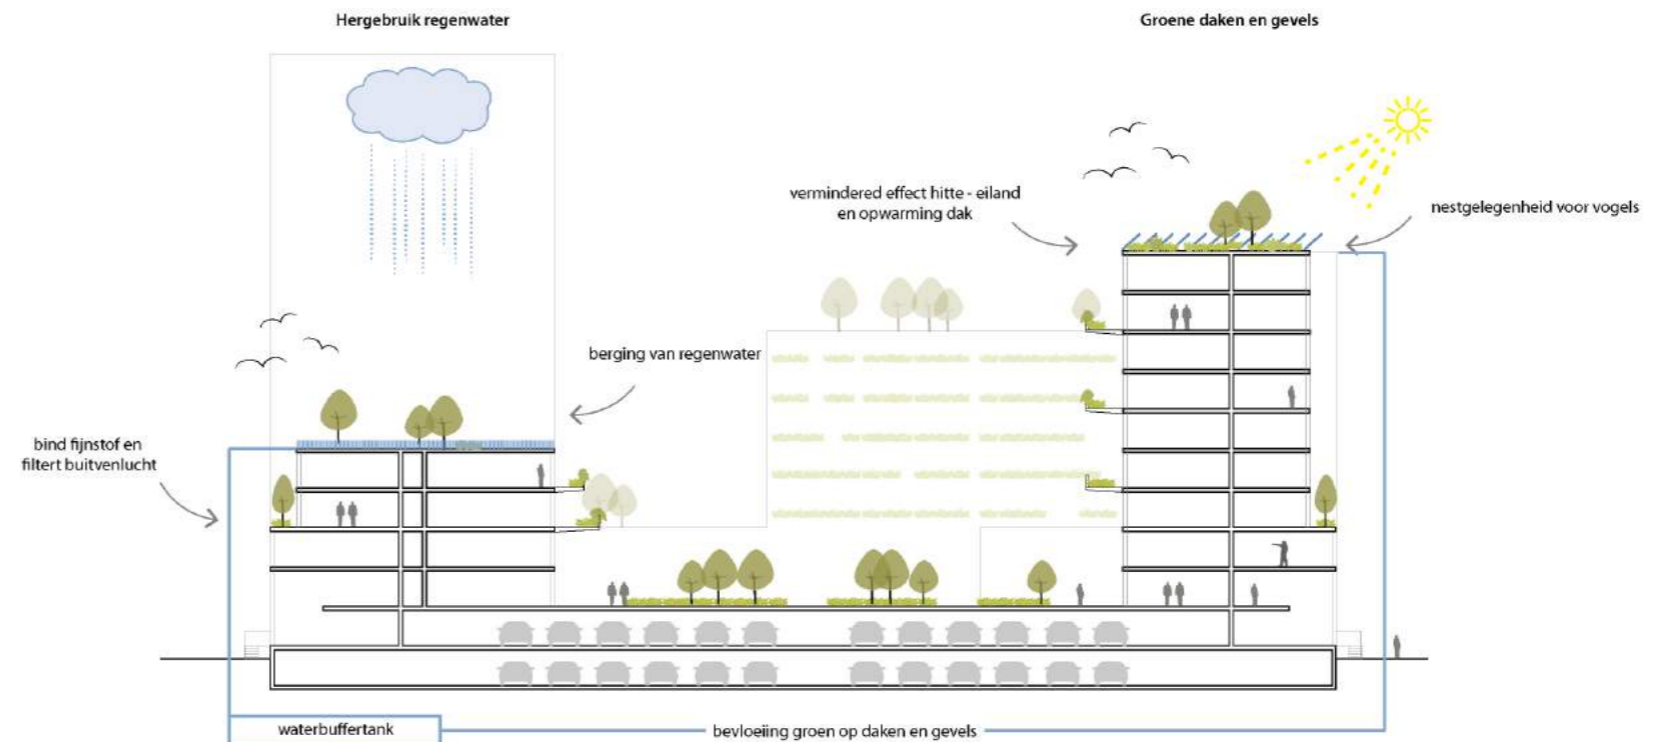 Hergebruik regenwater
Groene daken en gevels
vermindered effect hitte - eiland
en opwarming dak
nestgelegenheid voor vogels
berging van regenwater
bind fijnstof en
filtert buitvenlucht
waterbuffertank
bevloeiing groen op daken en gevels